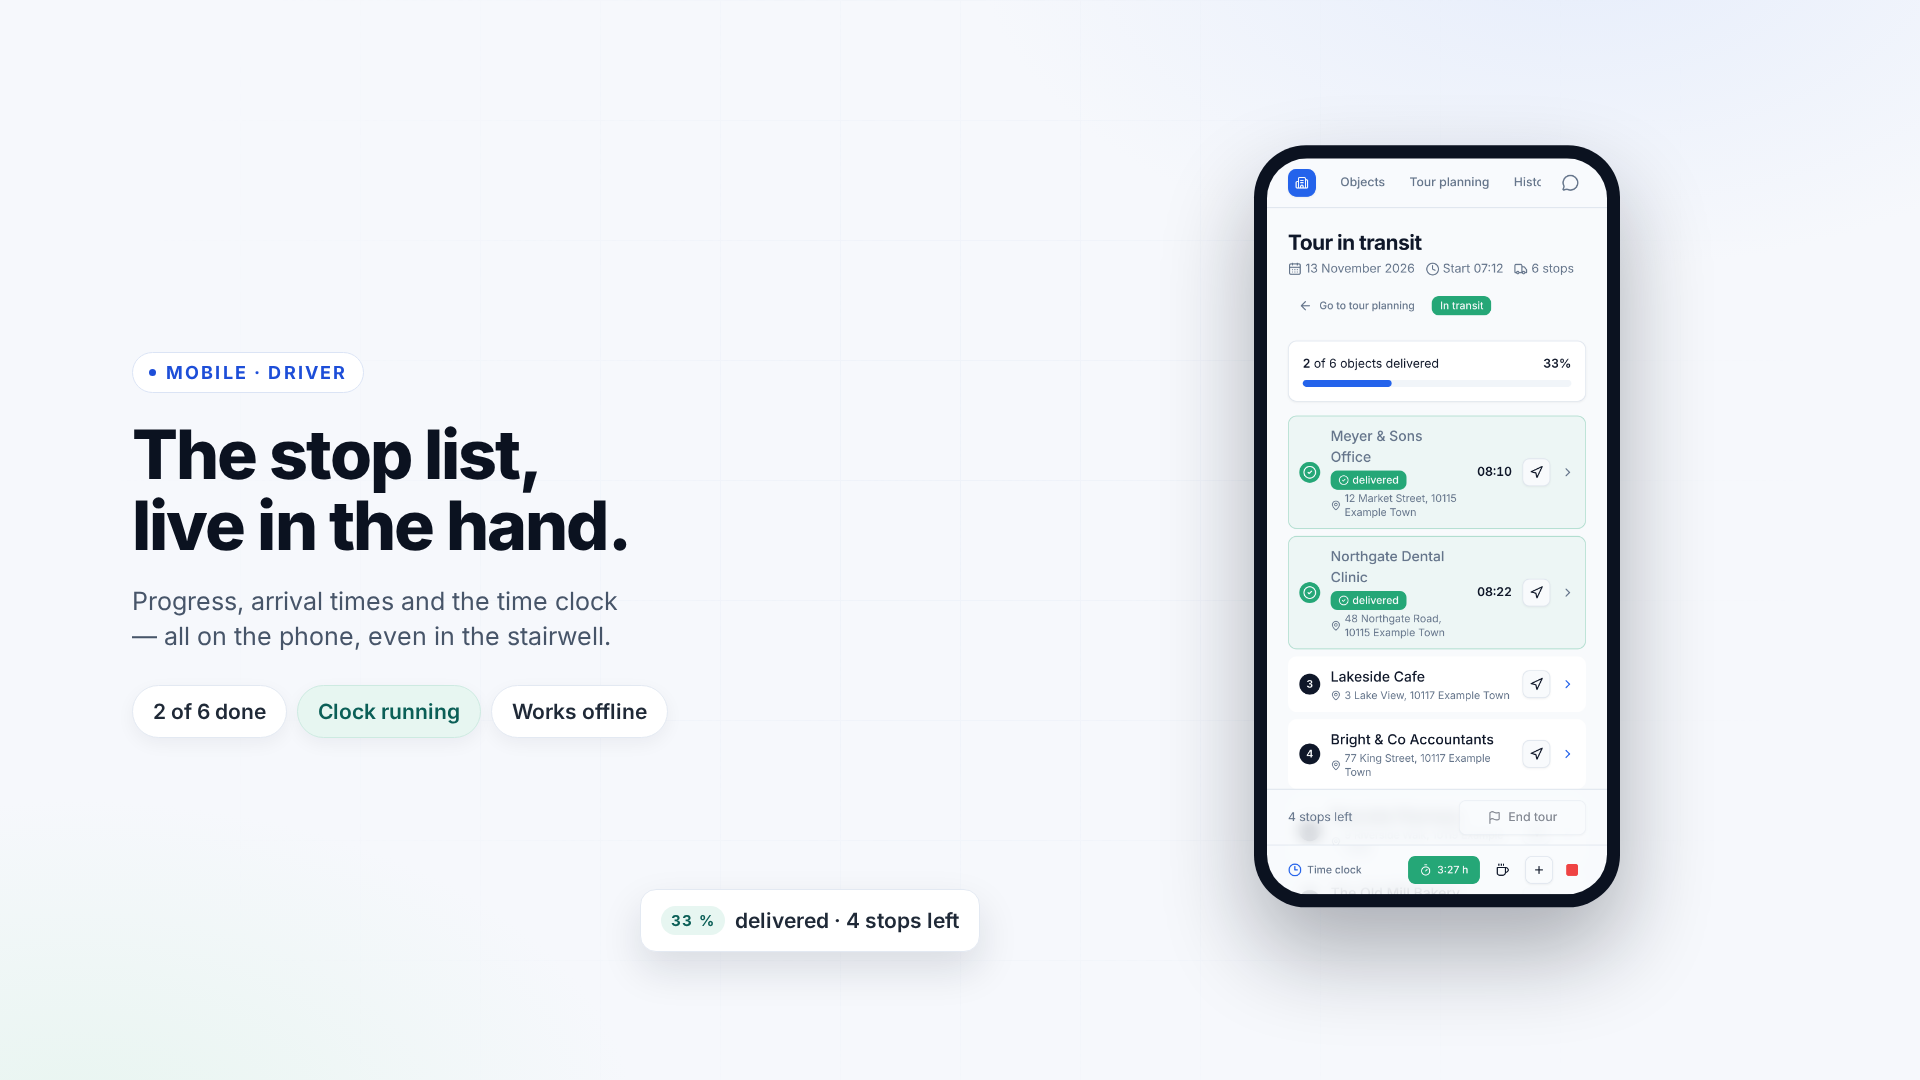 MOBILE · DRIVER
The stop list,
live in the hand.
Progress, arrival times and the time clock
— all on the phone, even in the stairwell.
2 of 6 done
Clock running
Works offline
33 % delivered · 4 stops left
Objects
Tour planning
Histo
Tour in transit
13 November 2026
Start 07:12
6 stops
Go to tour planning
In transit
2 of 6 objects delivered
33%
Meyer & Sons
Office
delivered
12 Market Street, 10115
Example Town
08:10
Northgate Dental
Clinic
delivered
48 Northgate Road,
10115 Example Town
08:22
3
Lakeside Cafe
3 Lake View, 10117 Example Town
4
Bright & Co Accountants
77 King Street, 10117 Example
Town
4 stops left
End tour
Time clock
3:27 h